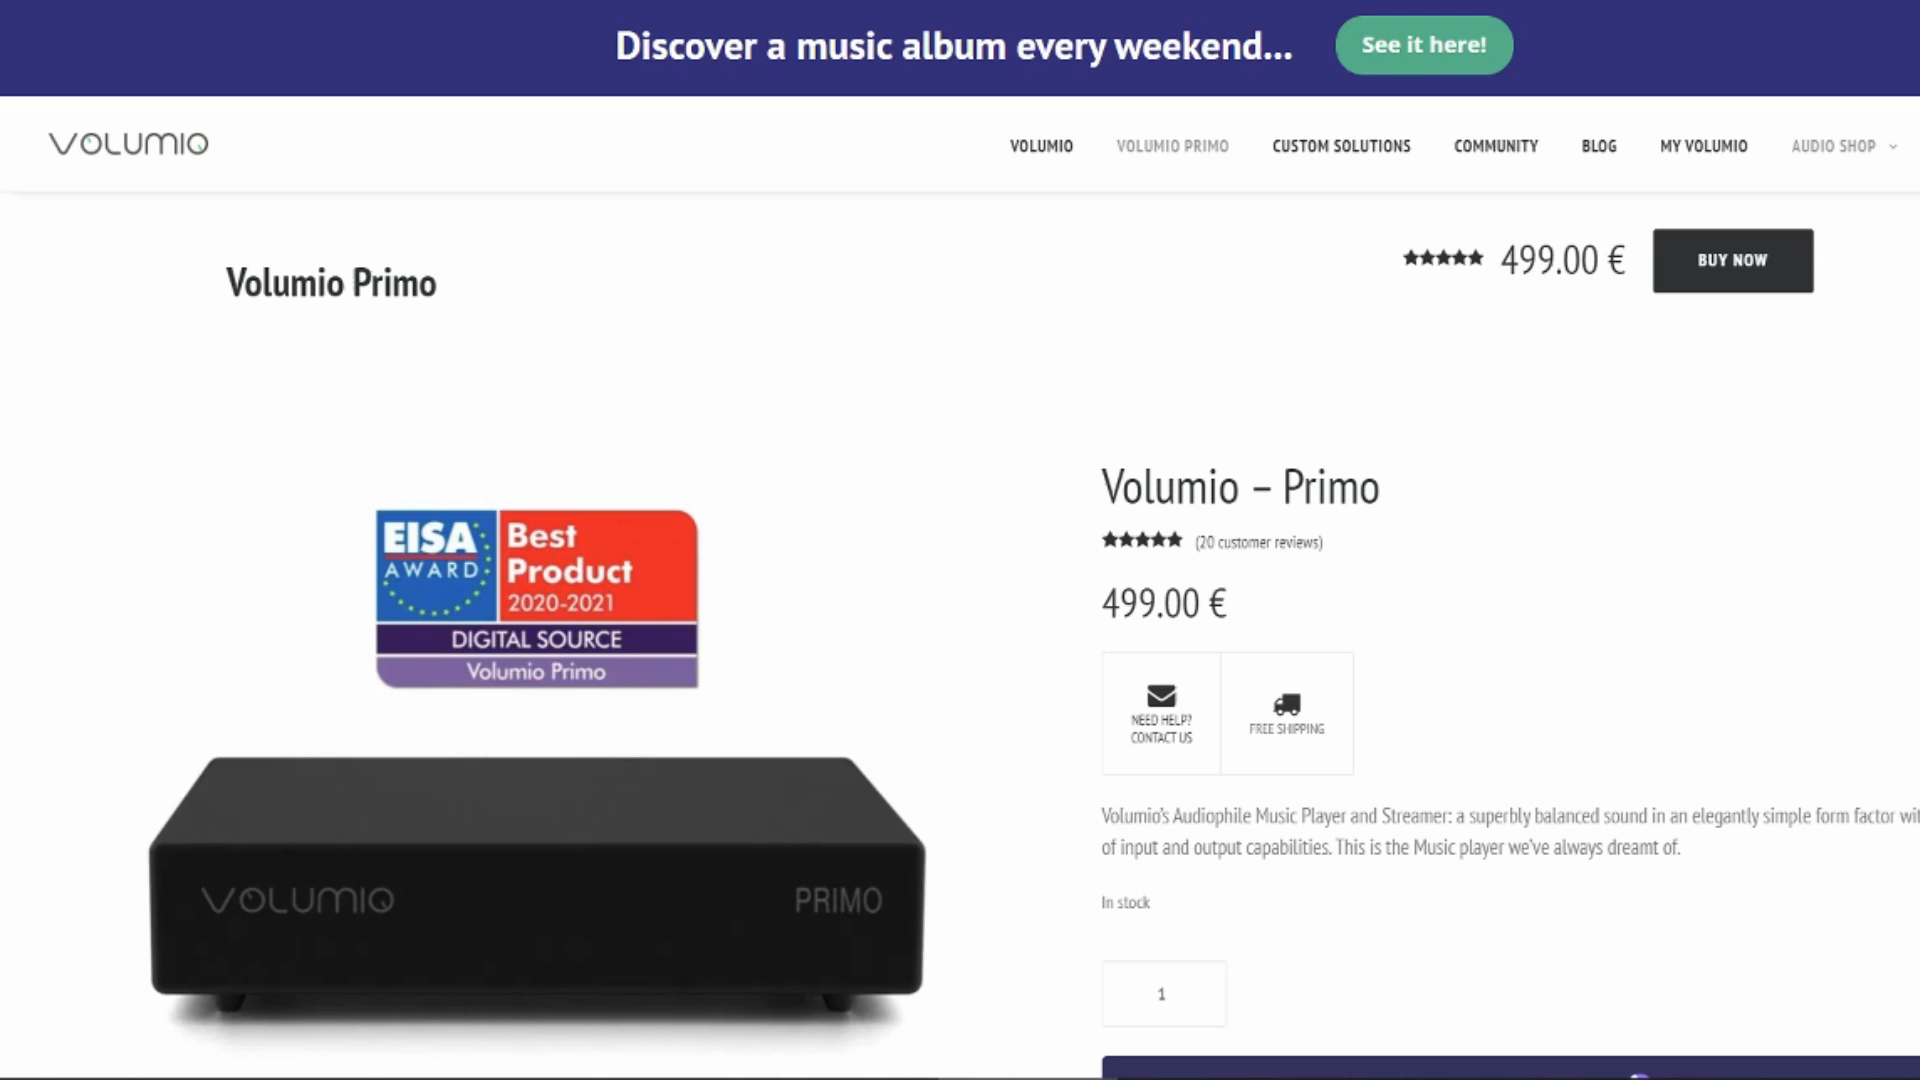 Discover a music album every weekend...
See it here!
VOLUMIO
VOLUMIO
VOLUMIO PRIMO
CUSTOM SOLUTIONS
COMMUNITY
BLOG
MY VOLUMIO
AUDIO SHOP
Volumio Primo
499.00 €
BUY NOW
EISA
AWARD
Best
Product
2020-2021
DIGITAL SOURCE
Volumio Primo
VOLUMIO
PRIMO
Volumio – Primo
(20 customer reviews)
499.00 €
NEED HELP?
CONTACT US
FREE SHIPPING
Volumio's Audiophile Music Player and Streamer: a superbly balanced sound in an elegantly simple form factor
of input and output capabilities. This is the Music player we've always dreamt of.
In stock
1